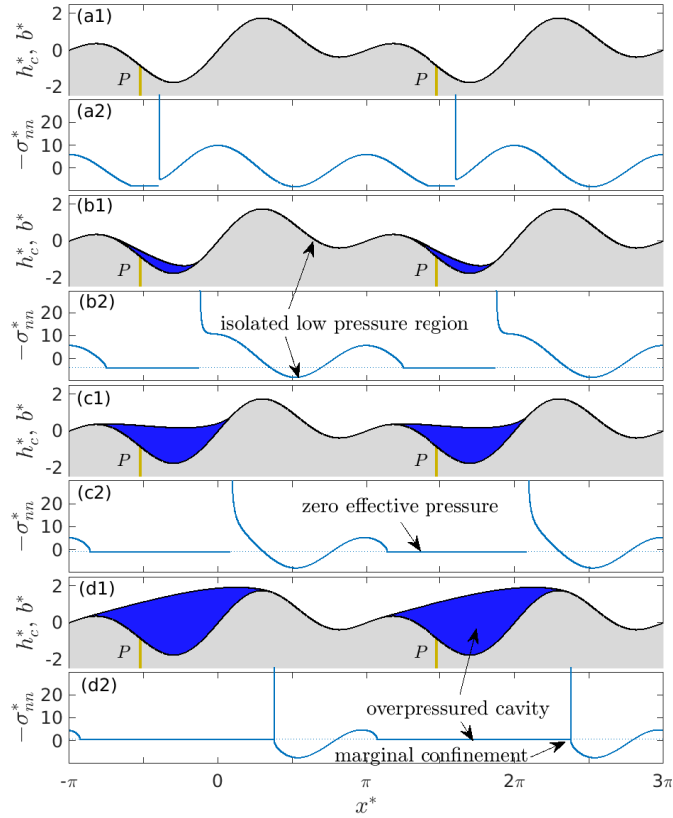 (a1)
2
0
-2
h*c, b*
P
P
(a2)
10
0
−σ*nn
(b1)
2
0
-2
h*c, b*
P
P
isolated low pressure region
(b2)
20
10
0
−σ*nn
(c1)
2
0
-2
h*c, b*
P
P
(c2)
20
10
0
−σ*nn
zero effective pressure
(d1)
2
0
-2
h*c, b*
P
P
(d2)
20
10
0
−σ*nn
overpressured cavity
marginal confinement
-π 0 π 2π 3π
x*